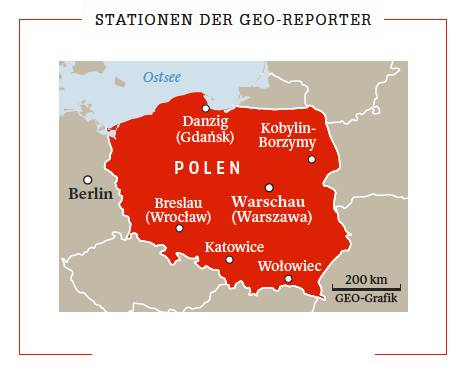 STATIONEN DER GEO-REPORTER
Ostsee
Danzig
(Gdańsk)
Kobylin-
Borzymy
POLEN
Berlin
Breslau
(Wrocław)
Warschau
(Warszawa)
Katowice
Wołowiec
200 km
GEO-Grafik